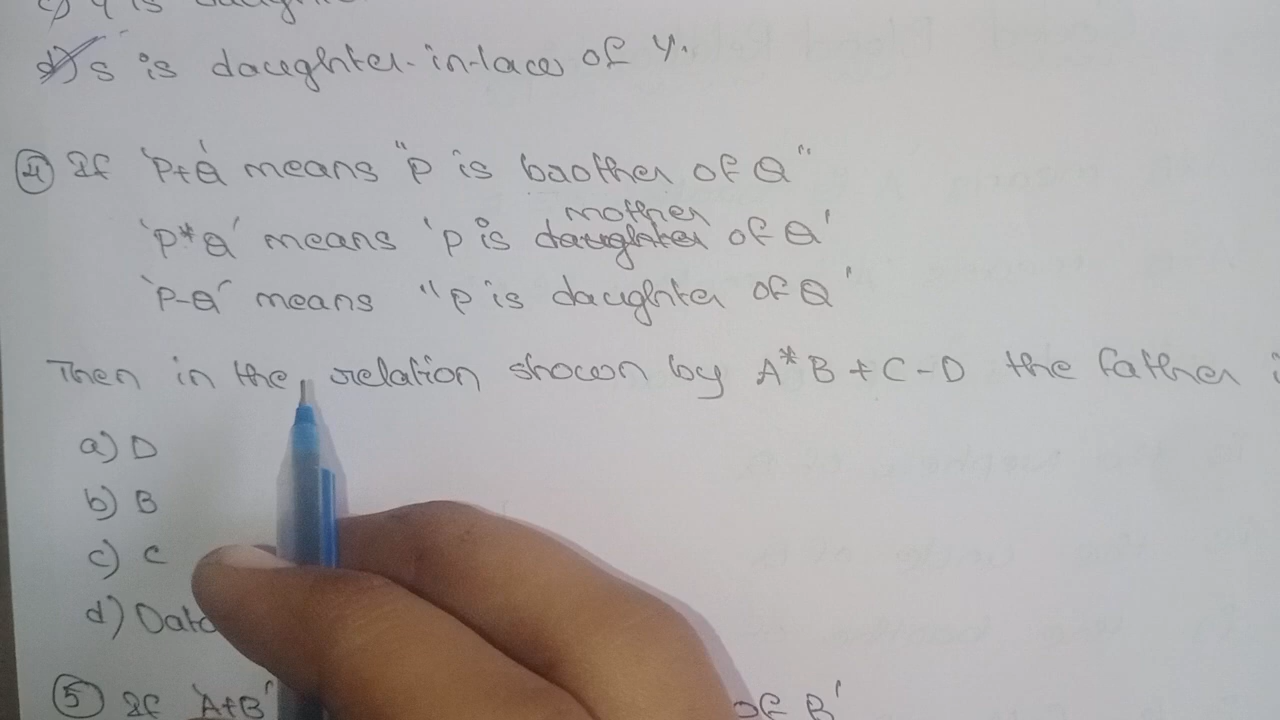 is
d) S is daughter-in-law of Y.
④ If 'P+Q' means "P is brother of Q"
mother
'P*Q' means 'P is daughter of Q'
'P-Q' means "P is daughter of Q'
Then in the relation shown by A*B+C-D the father
a) D
b) B
c) C
d)
⑤ If 'A+B' of B'